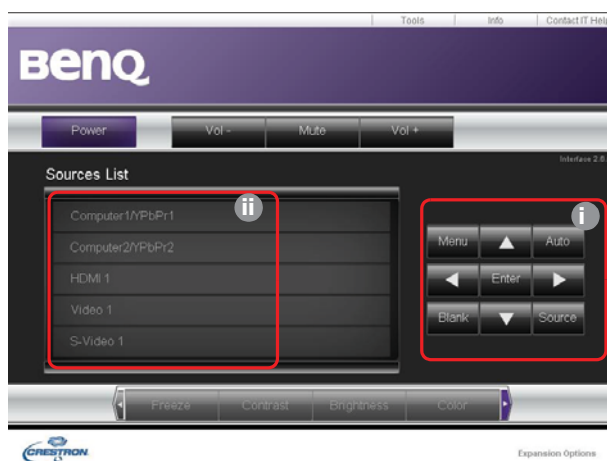 Tools Info Contact IT Help
BenQ
Power Vol - Mute Vol +
Interface 2.6
Sources List
ii
i
Computer1/YPbPr1
Computer2/YPbPr2
HDMI 1
Video 1
S-Video 1
Menu Auto
Enter
Blank Source
Freeze Contrast Brightness Color
CRESTRON
Expansion Options